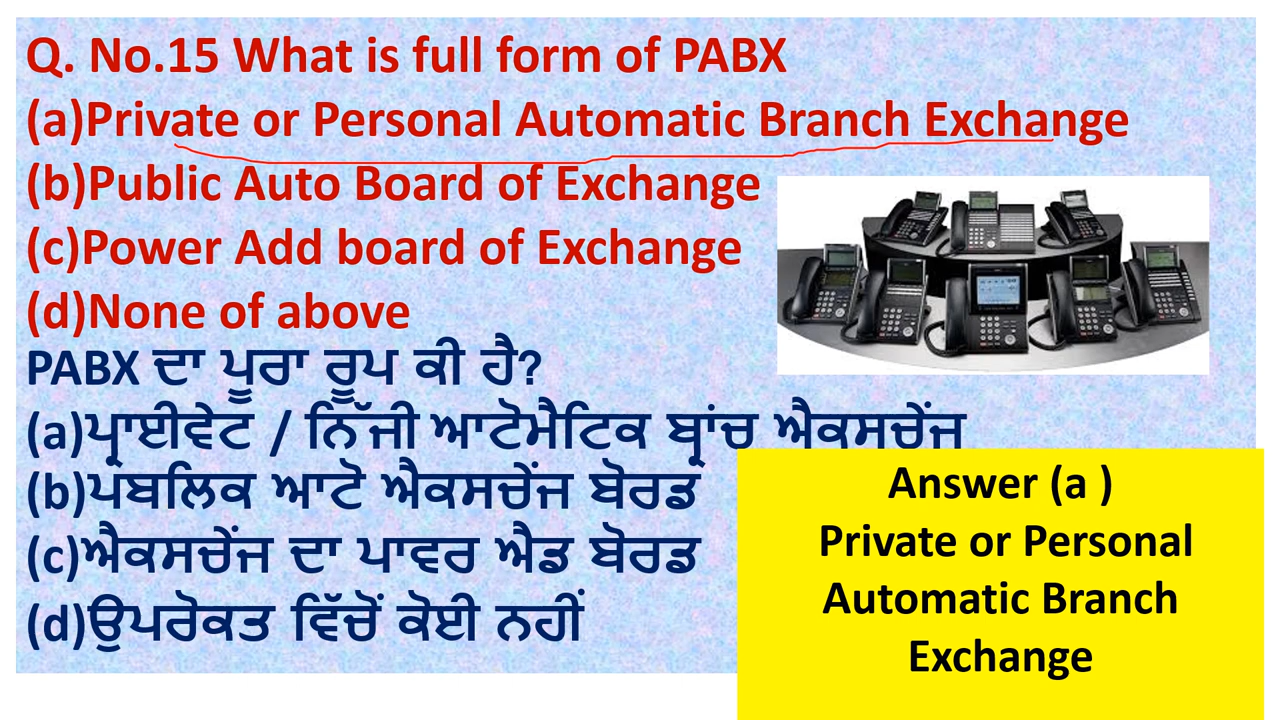 Q. No.15 What is full form of PABX
(a)Private or Personal Automatic Branch Exchange
(b)Public Auto Board of Exchange
(c)Power Add board of Exchange
(d)None of above
PABX ਦਾ ਪੂਰਾ ਰੂਪ ਕੀ ਹੈ?
(a)ਪ੍ਰਾਈਵੇਟ / ਨਿੱਜੀ ਆਟੋਮੈਟਿਕ ਬ੍ਰਾਂਚ ਐਕਸਚੇਂਜ
(b)ਪਬਲਿਕ ਆਟੋ ਐਕਸਚੇਂਜ ਬੋਰਡ
(c)ਐਕਸਚੇਂਜ ਦਾ ਪਾਵਰ ਐਡ ਬੋਰਡ
(d)ਉਪਰੋਕਤ ਵਿੱਚੋਂ ਕੋਈ ਨਹੀਂ
Answer (a )
Private or Personal
Automatic Branch
Exchange